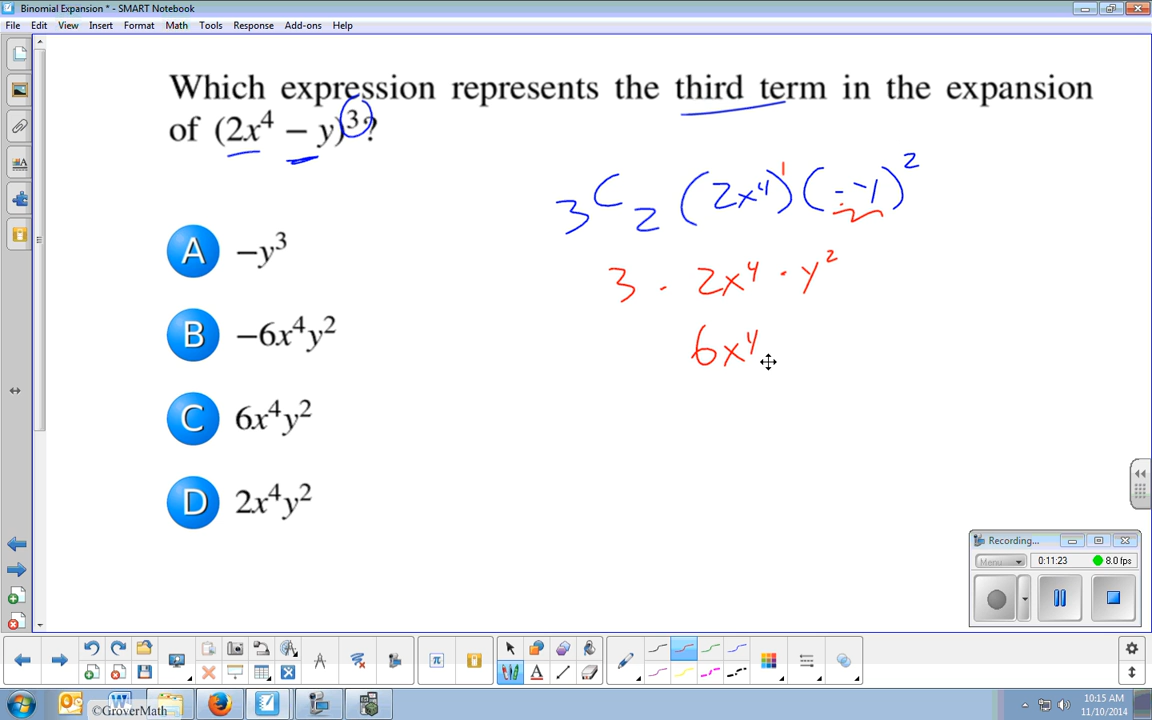 Binomial Expansion * - SMART Notebook
File Edit View Insert Format Math Tools Response Add-ons Help
Which expression represents the third term in the expansion
of (2x⁴ − y)³?
₃C₂ (2x⁴)¹(-y)²
3 · 2x⁴ · y²
6x⁴
A −y³
B −6x⁴y²
C 6x⁴y²
D 2x⁴y²
Recording...
Menu 0:11:23 8.0 fps
©GroverMath
10:15 AM
11/10/2014